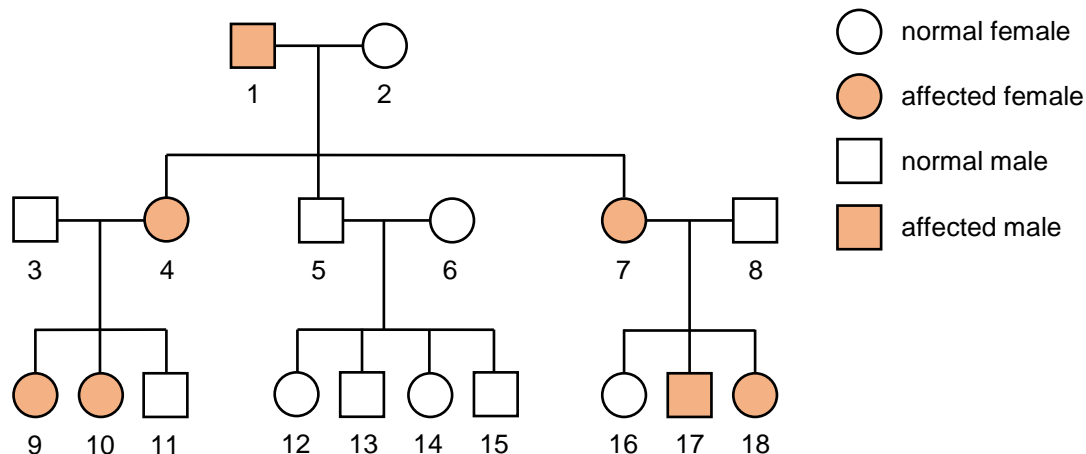 normal female
1 2
affected female
normal male
3 4 5 6 7 8
affected male
9 10 11 12 13 14 15 16 17 18